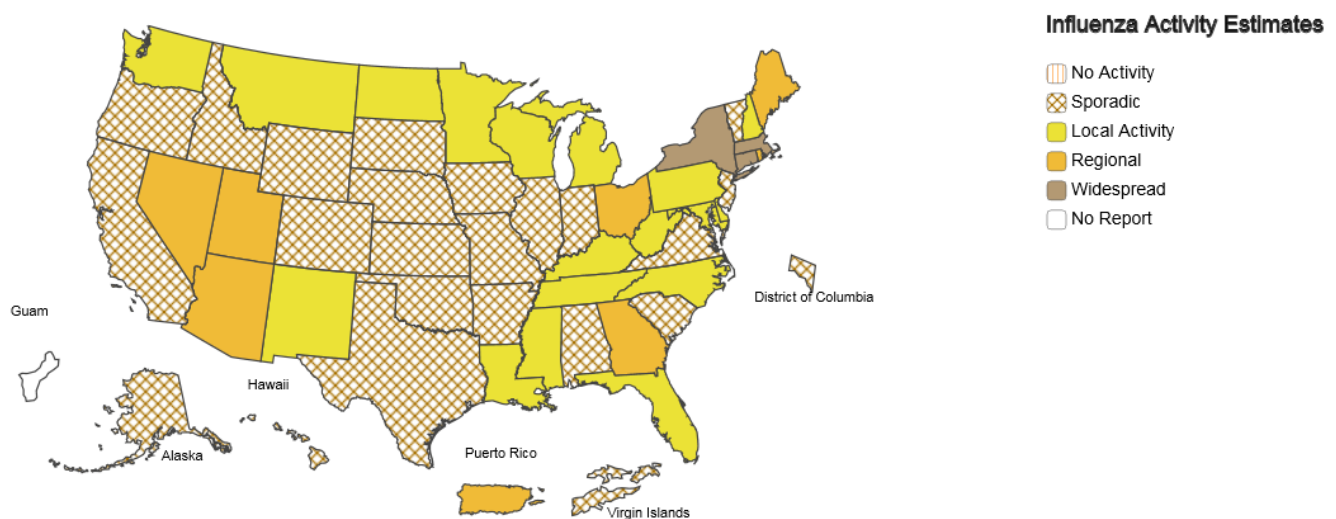 Influenza Activity Estimates
No Activity
Sporadic
Local Activity
Regional
Widespread
No Report
District of Columbia
Guam
Hawaii
Alaska
Puerto Rico
Virgin Islands